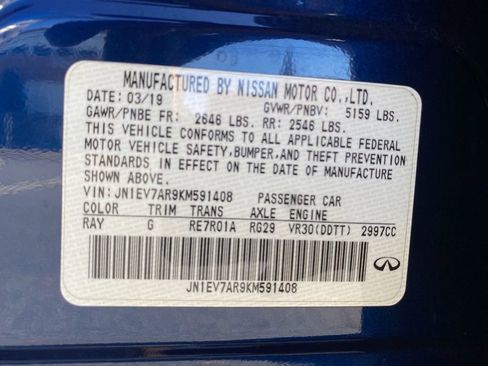 MANUFACTURED BY NISSAN MOTOR CO.,LTD.
DATE: 03/19 GVWR/PNBV: 5159 LBS.
GAWR/PNBE FR: 2646 LBS. RR: 2546 LBS.
THIS VEHICLE CONFORMS TO ALL APPLICABLE FEDERAL
MOTOR VEHICLE SAFETY, BUMPER, AND THEFT PREVENTION
STANDARDS IN EFFECT ON THE DATE OF MANUFACTURE
SHOWN ABOVE.
VIN: JN1EV7AR9KM591408 PASSENGER CAR
COLOR TRIM TRANS AXLE ENGINE
RAY G RE7R01A RG29 VR30(DDTT) 2997CC
JN1EV7AR9KM591408
INFINITI